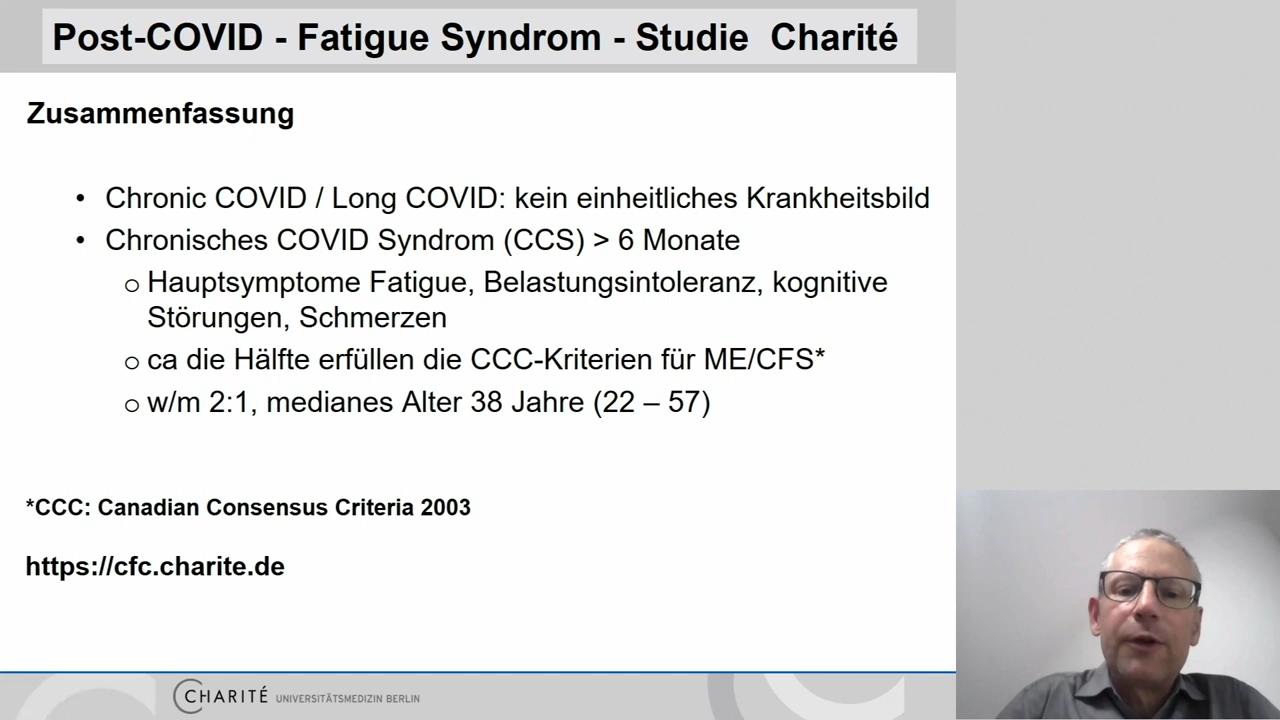 Post-COVID - Fatigue Syndrom - Studie Charité
Zusammenfassung
• Chronic COVID / Long COVID: kein einheitliches Krankheitsbild
• Chronisches COVID Syndrom (CCS) > 6 Monate
o Hauptsymptome Fatigue, Belastungsintoleranz, kognitive
Störungen, Schmerzen
o ca die Hälfte erfüllen die CCC-Kriterien für ME/CFS*
o w/m 2:1, medianes Alter 38 Jahre (22 – 57)
*CCC: Canadian Consensus Criteria 2003
https://cfc.charite.de
CHARITÉ UNIVERSITÄTSMEDIZIN BERLIN